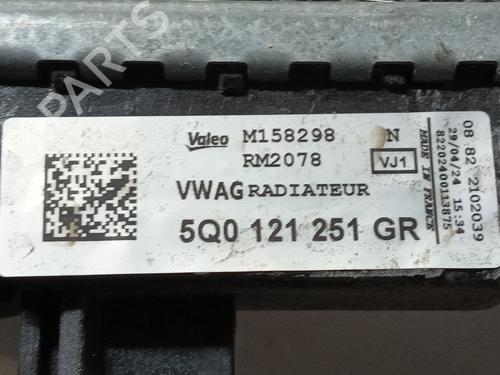 Valeo M158298 N
RM2078 VJ1
VWAG RADIATEUR
5Q0 121 251 GR
MADE IN FRANCE
82202400113875
29/04/24 15:34
08 82 2102039